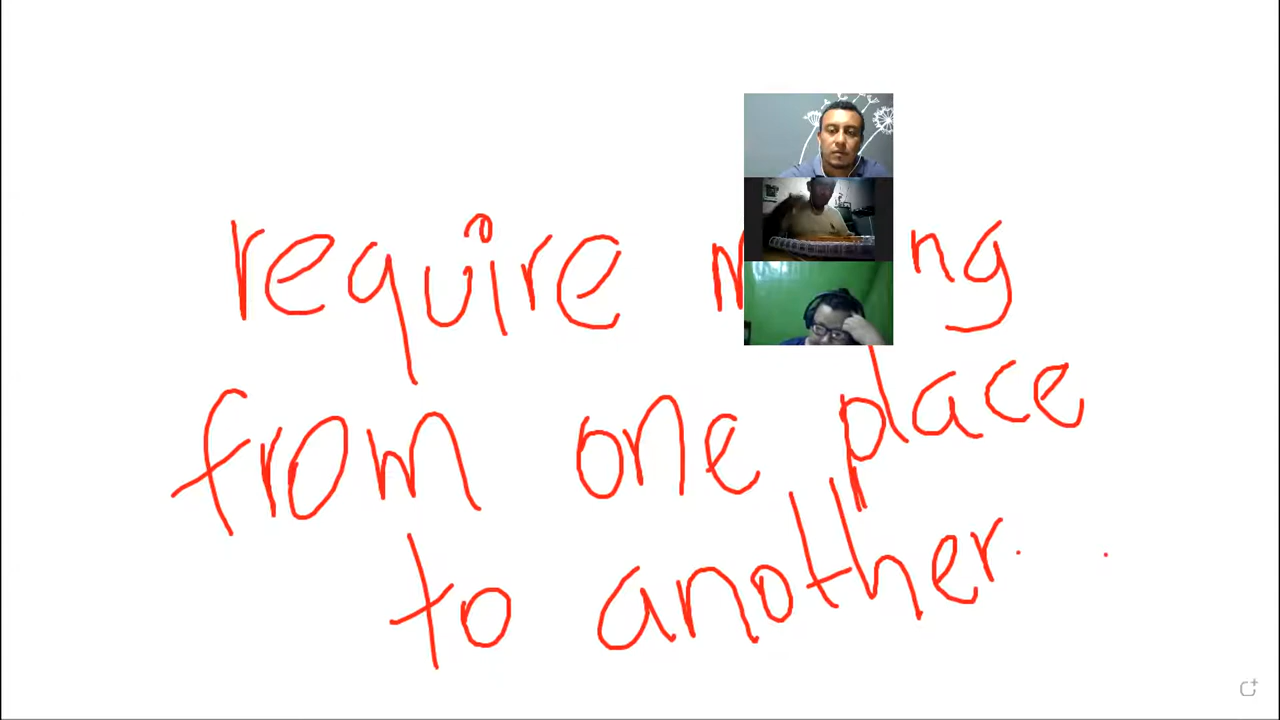 require
from one place
to another.